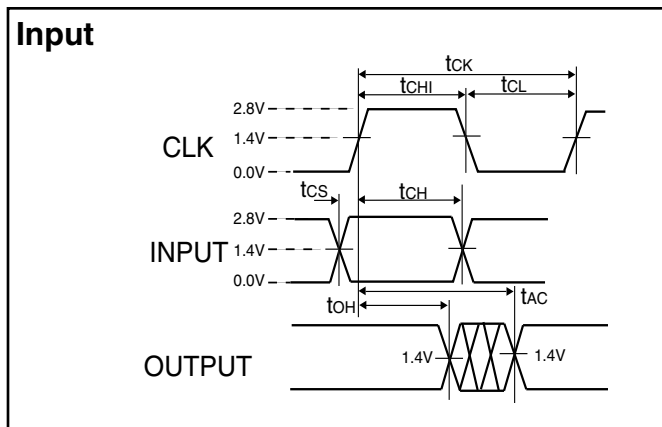 Input
tCK
tCHI tCL
2.8V
CLK 1.4V
0.0V
tCS tCH
2.8V
INPUT 1.4V
0.0V
tOH tAC
OUTPUT 1.4V 1.4V